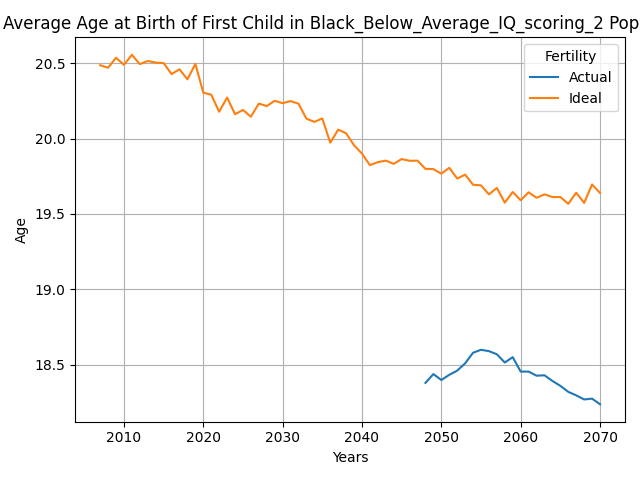 Average Age at Birth of First Child in Black_Below_Average_IQ_scoring_2 Pop
Fertility
Actual
Ideal
20.5
20.0
19.5
19.0
18.5
Age
2010 2020 2030 2040 2050 2060 2070
Years